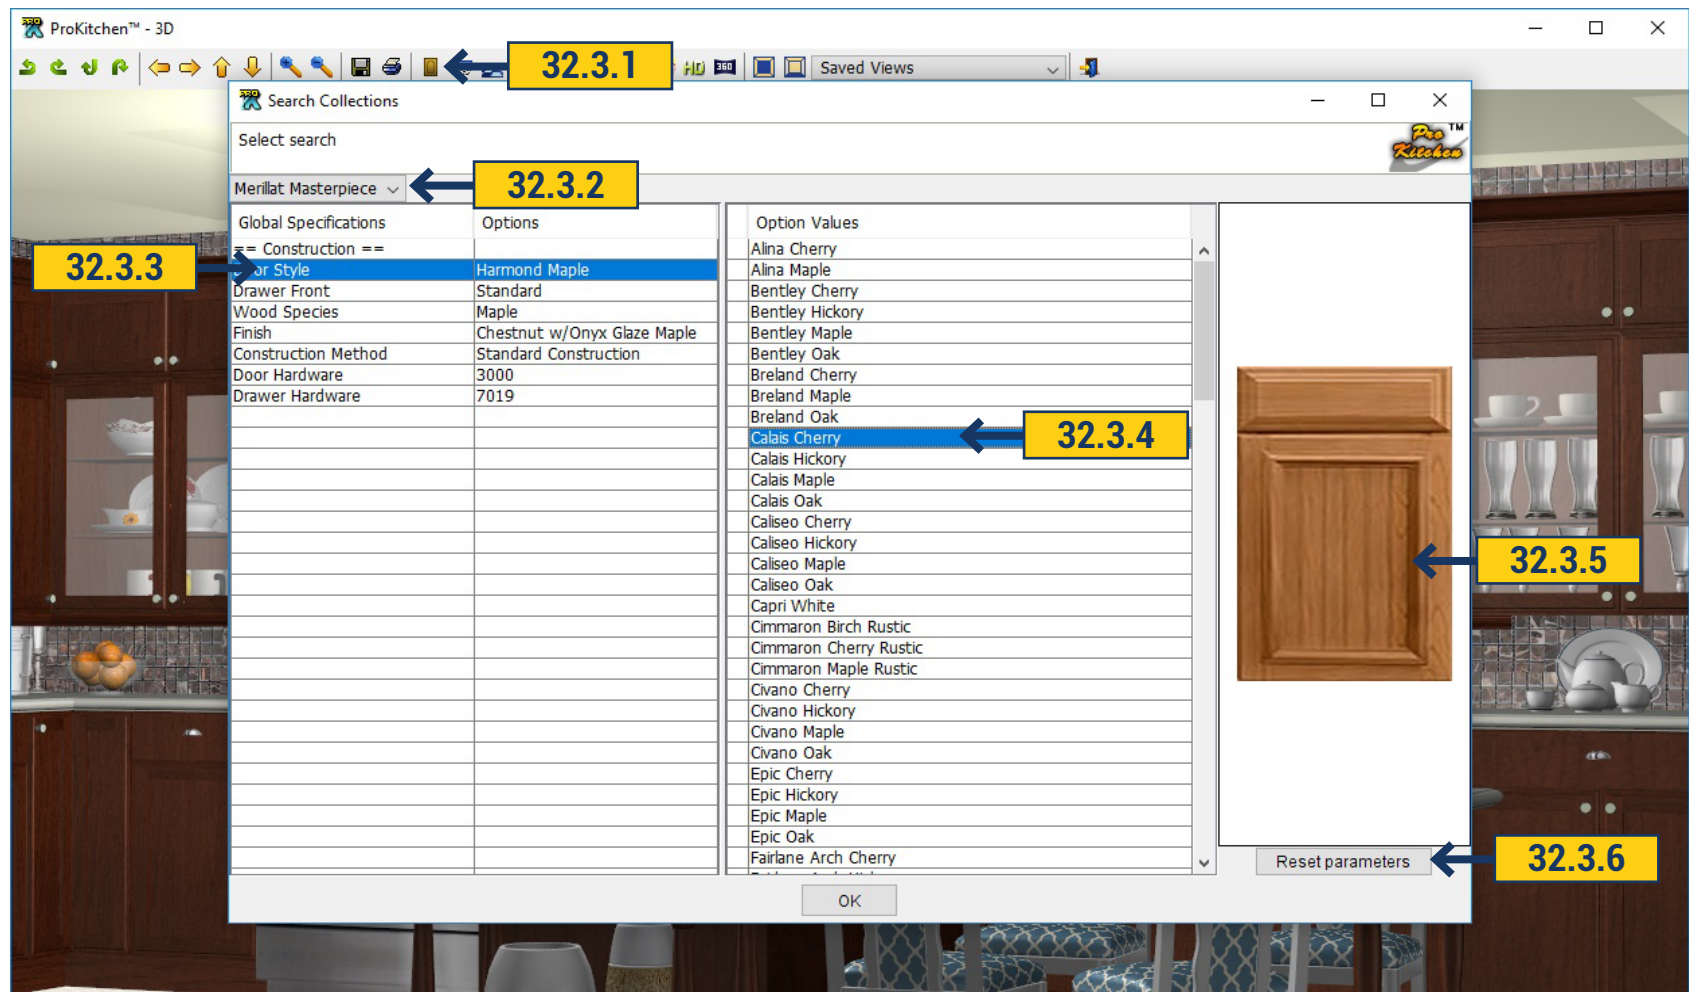 ProKitchen™ - 3D
32.3.1
HD
360
Saved Views
Search Collections
Select search
Pro Kitchen TM
Merillat Masterpiece
32.3.2
Global Specifications Options
Option Values
== Construction ==
32.3.3
Style Harmond Maple
Drawer Front Standard
Wood Species Maple
Finish Chestnut w/Onyx Glaze Maple
Construction Method Standard Construction
Door Hardware 3000
Drawer Hardware 7019
Alina Cherry
Alina Maple
Bentley Cherry
Bentley Hickory
Bentley Maple
Bentley Oak
Breland Cherry
Breland Maple
Breland Oak
Calais Cherry
32.3.4
Calais Hickory
Calais Maple
Calais Oak
Caliseo Cherry
Caliseo Hickory
Caliseo Maple
Caliseo Oak
Capri White
Cimmaron Birch Rustic
Cimmaron Cherry Rustic
Cimmaron Maple Rustic
Civano Cherry
Civano Hickory
Civano Maple
Civano Oak
Epic Cherry
Epic Hickory
Epic Maple
Epic Oak
Fairlane Arch Cherry
32.3.5
Reset parameters
32.3.6
OK